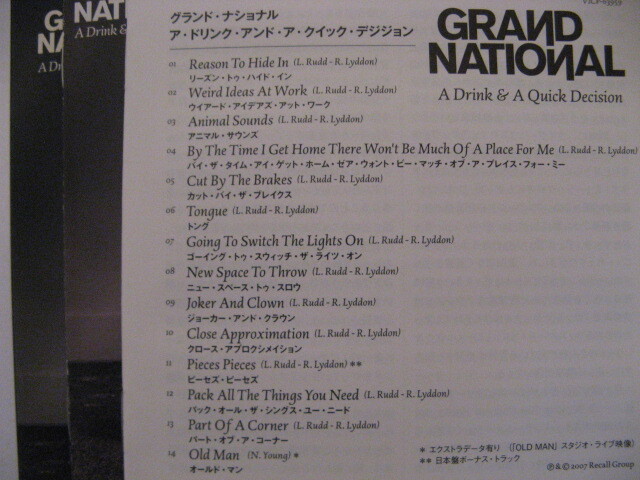 G
NA
A Dr
NAT
A Drink &
グランド・ナショナル
ア・ドリンク・アンド・ア・クイック・デジジョン
GRAND
NATIONAL
A Drink & A Quick Decision
01 Reason To Hide In (L. Rudd - R. Lyddon)
リーズン・トゥ・ハイド・イン
02 Weird Ideas At Work (L. Rudd - R. Lyddon)
ウイアード・アイデアズ・アット・ワーク
03 Animal Sounds (L. Rudd - R. Lyddon)
アニマル・サウンズ
04 By The Time I Get Home There Won't Be Much Of A Place For Me (L. Rudd - R. Lyddon)
バイ・ザ・タイム・アイ・ゲット・ホーム・ゼア・ウォント・ビー・マッチ・オブ・ア・プレイス・フォー・ミー
05 Cut By The Brakes (L. Rudd - R. Lyddon)
カット・バイ・ザ・ブレイクス
06 Tongue (L. Rudd - R. Lyddon)
トング
07 Going To Switch The Lights On (L. Rudd - R. Lyddon)
ゴーイング・トゥ・スウィッチ・ザ・ライツ・オン
08 New Space To Throw (L. Rudd - R. Lyddon)
ニュー・スペース・トゥ・スロウ
09 Joker And Clown (L. Rudd - R. Lyddon)
ジョーカー・アンド・クラウン
10 Close Approximation (L. Rudd - R. Lyddon)
クロース・アプロクシメイション
11 Pieces Pieces (L. Rudd - R. Lyddon) **
ピーセズ・ピーセズ
12 Pack All The Things You Need (L. Rudd - R. Lyddon)
パック・オール・ザ・シングス・ユー・ニード
13 Part Of A Corner (L. Rudd - R. Lyddon)
パート・オブ・ア・コーナー
14 Old Man (N. Young) *
オールド・マン
* エクストラデータ有り (「OLD MAN」スタジオ・ライブ映像)
** 日本盤ボーナス・トラック
℗ & © 2007 Recall Group